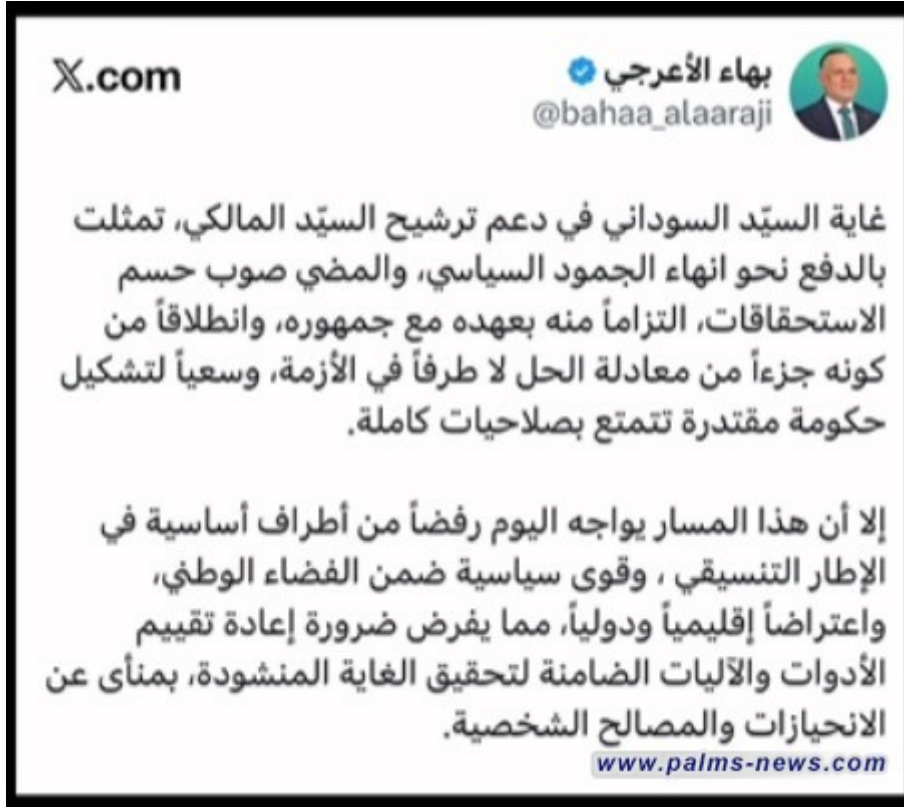 X.com
بهاء الأعرجي
@bahaa_alaaraji
غاية السيّد السوداني في دعم ترشيح السيّد المالكي، تمثلت
بالدفع نحو انهاء الجمود السياسي، والمضي صوب حسم
الاستحقاقات، التزاماً منه بعهده مع جمهوره، وانطلاقاً من
كونه جزءاً من معادلة الحل لا طرفاً في الأزمة، وسعياً لتشكيل
حكومة مقتدرة تتمتع بصلاحيات كاملة.
إلا أن هذا المسار يواجه اليوم رفضاً من أطراف أساسية في
الإطار التنسيقي ، وقوى سياسية ضمن الفضاء الوطني،
واعتراضاً إقليمياً ودولياً، مما يفرض ضرورة إعادة تقييم
الأدوات والآليات الضامنة لتحقيق الغاية المنشودة، بمنأى عن
الانحيازات والمصالح الشخصية.
www.palms-news.com